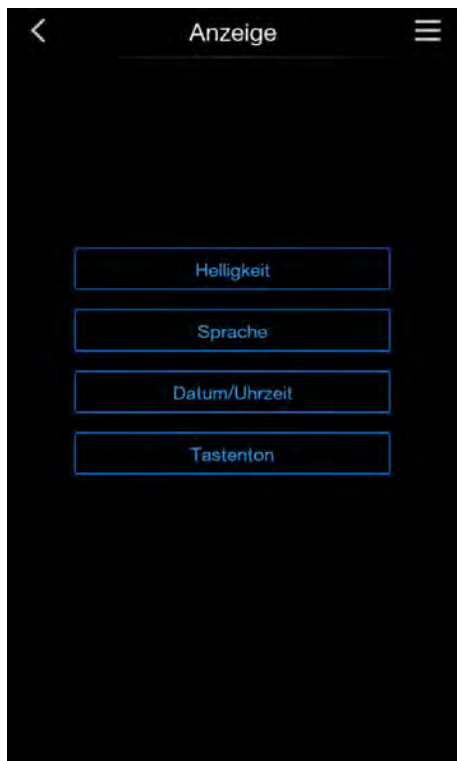 Anzeige
Helligkeit
Sprache
Datum/Uhrzeit
Tastenton